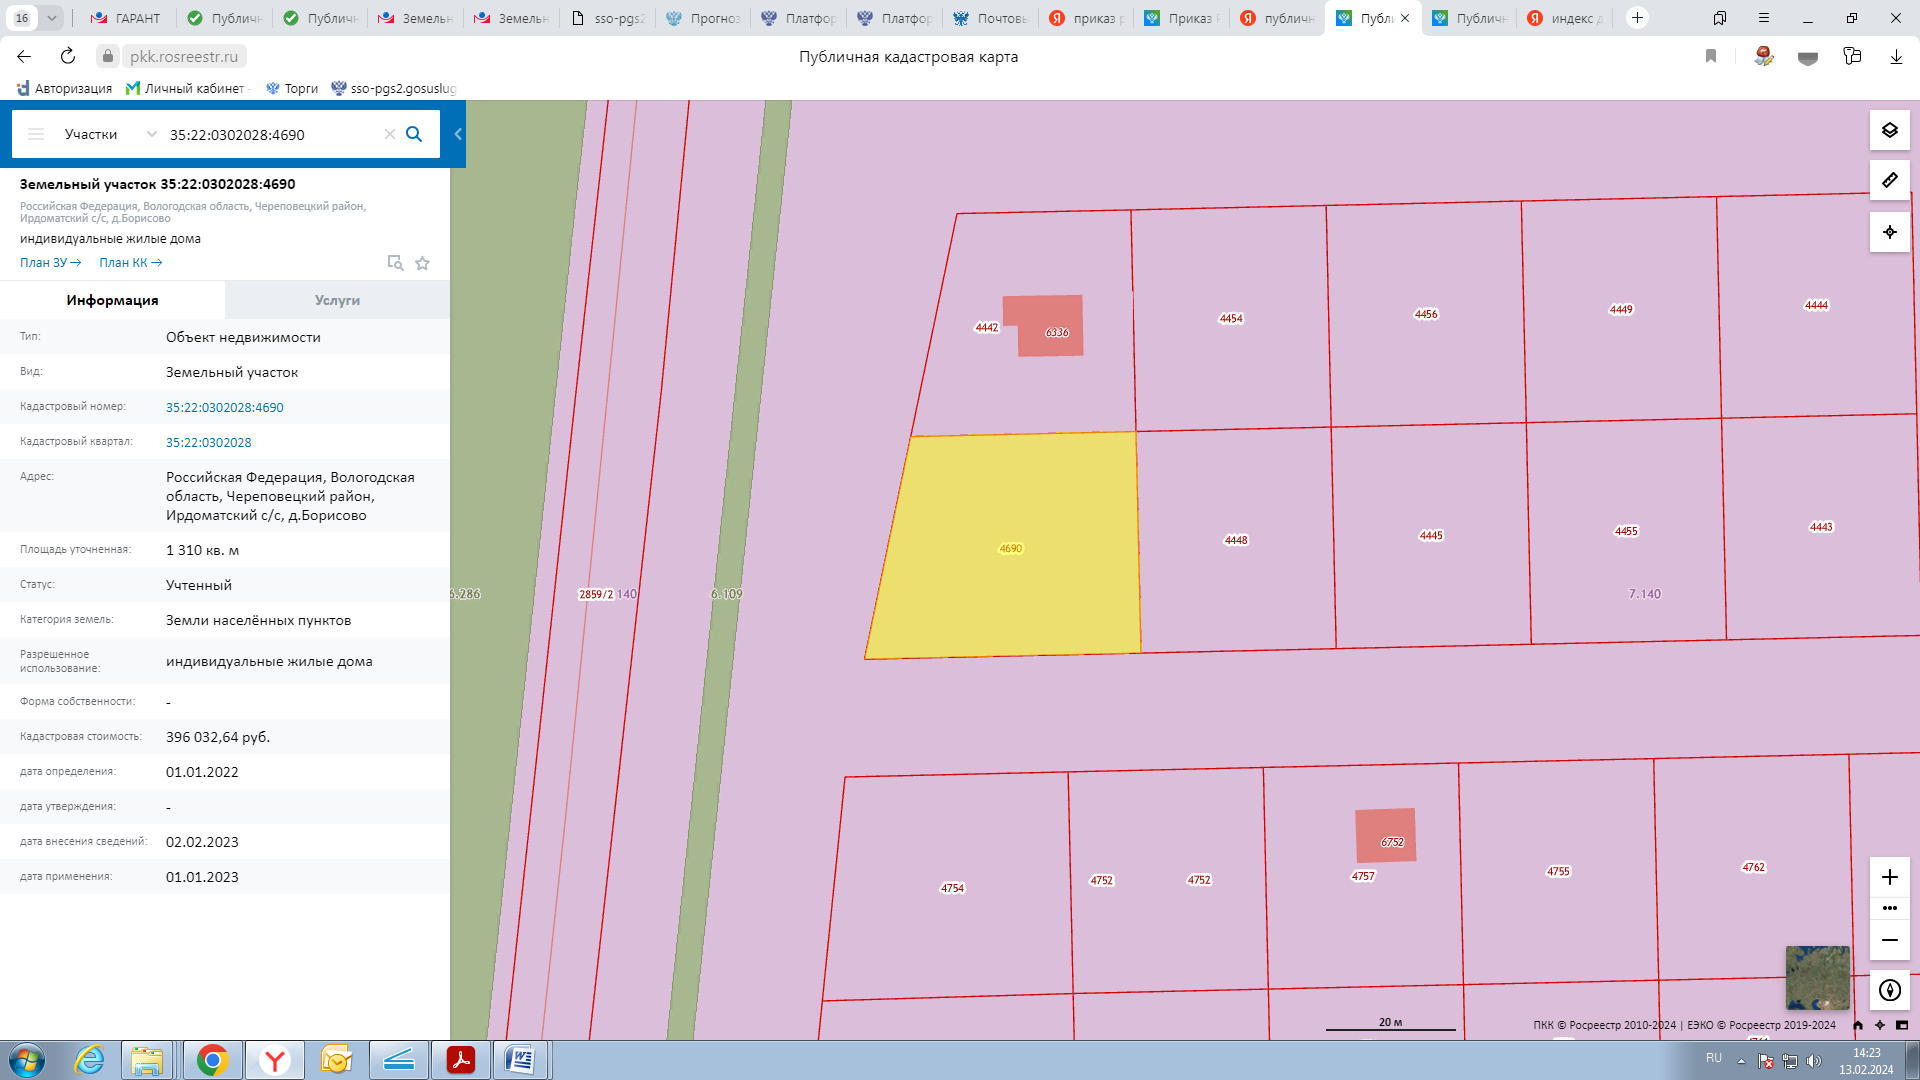 16
ГАРАНТ
Публичн
Публичн
Земельн
Земельн
sso-pgs2
Прогноз
Платфор
Платфор
Почтовы
приказ р
Приказ
публичн
Публи
Публичн
индекс д
pkk.rosreestr.ru
Публичная кадастровая карта
Авторизация
Личный кабинет -
Торги
sso-pgs2.gosuslug
Участки
35:22:0302028:4690
Земельный участок 35:22:0302028:4690
Российская Федерация, Вологодская область, Череповецкий район,
Ирдоматский с/с, д.Борисово
индивидуальные жилые дома
План ЗУ →
План КК →
Информация
Услуги
Тип:
Объект недвижимости
Вид:
Земельный участок
Кадастровый номер:
35:22:0302028:4690
Кадастровый квартал:
35:22:0302028
Адрес:
Российская Федерация, Вологодская
область, Череповецкий район,
Ирдоматский с/с, д.Борисово
Площадь уточненная:
1 310 кв. м
Статус:
Учтенный
Категория земель:
Земли населённых пунктов
Разрешенное
использование:
индивидуальные жилые дома
Форма собственности:
-
Кадастровая стоимость:
396 032,64 руб.
дата определения:
01.01.2022
дата утверждения:
-
дата внесения сведений:
02.02.2023
дата применения:
01.01.2023
4442
6336
4454
4456
4449
4444
4690
4448
4445
4455
4443
6.286
2859/2
140
6.109
7.140
4754
4752
4752
6752
4757
4755
4762
20 м
ПКК © Росреестр 2010-2024 | ЕЭКО © Росреестр 2019-2024
RU
14:23
13.02.2024